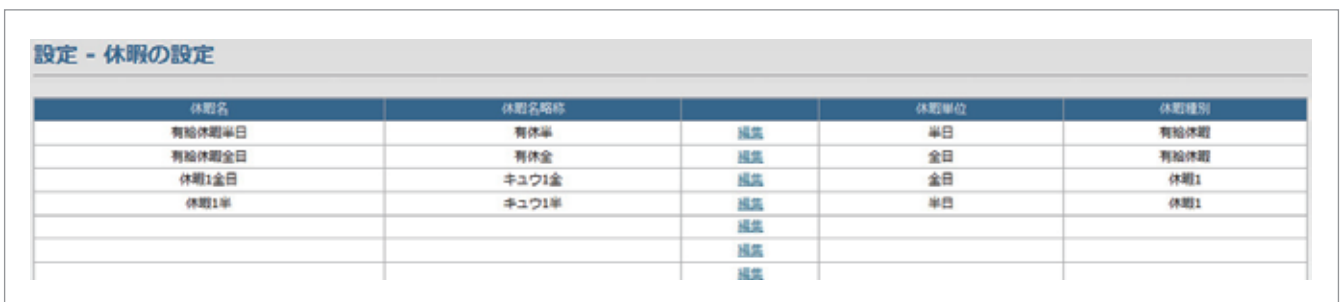 設定 - 休暇の設定
休暇名 休暇名略称 休暇単位 休暇種別
有給休暇半日 有休半 編集 半日 有給休暇
有給休暇全日 有休全 編集 全日 有給休暇
休暇1全日 キュウ1全 編集 全日 休暇1
休暇1半 キュウ1半 編集 半日 休暇1
編集
編集
編集